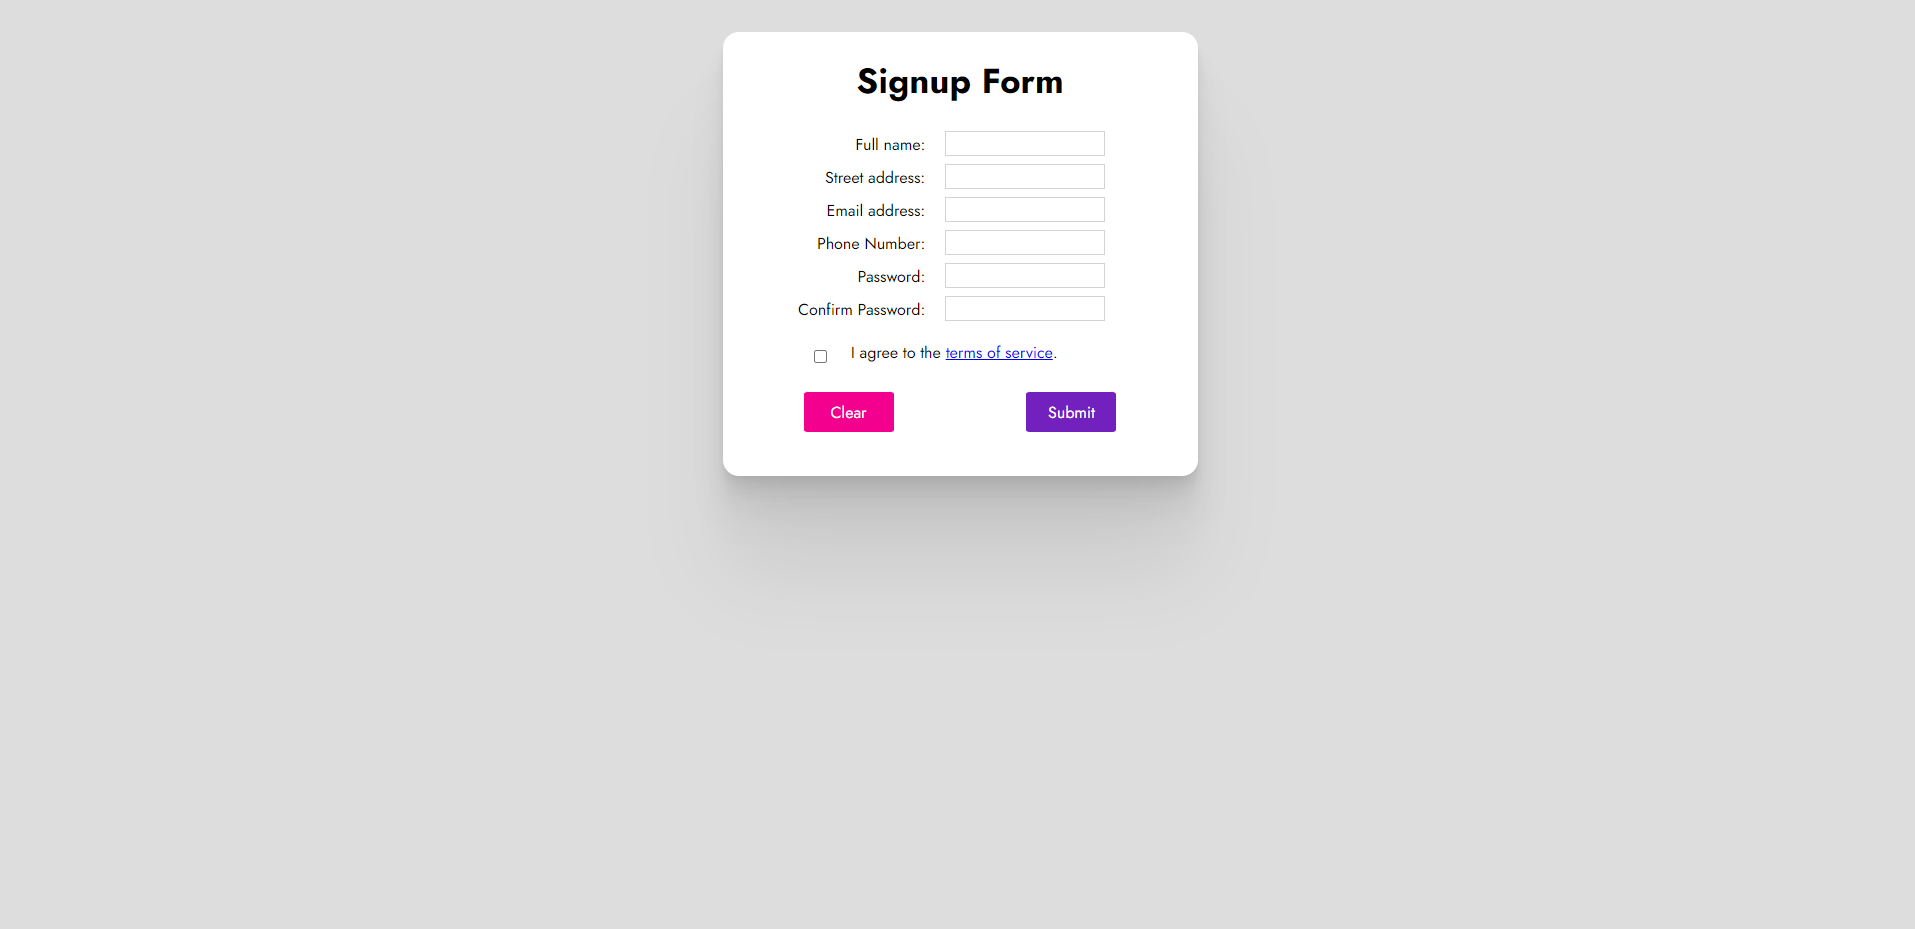 Signup Form
Full name:
Street address:
Email address:
Phone Number:
Password:
Confirm Password:
I agree to the terms of service.
Clear Submit